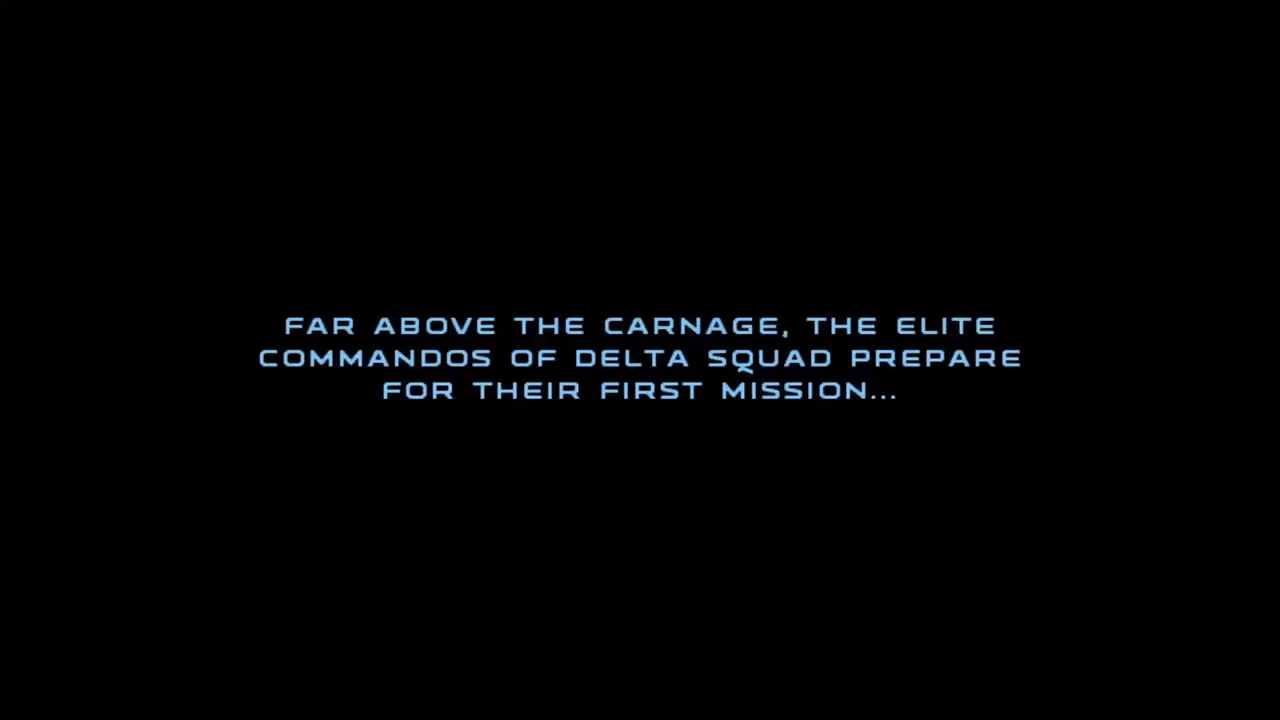 FAR ABOVE THE CARNAGE, THE ELITE
COMMANDOS OF DELTA SQUAD PREPARE
FOR THEIR FIRST MISSION...